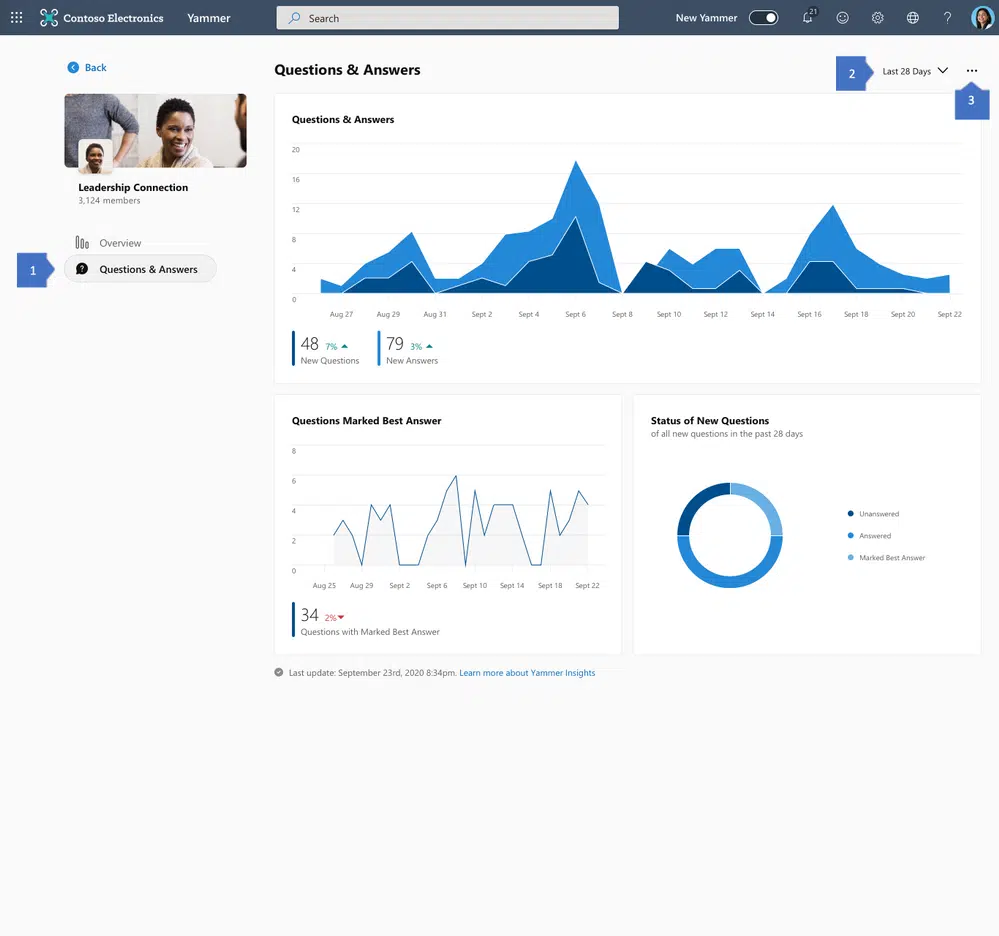 Contoso Electronics
Yammer
Search
New Yammer
21
?
Back
Leadership Connection
3,124 members
Overview
1
Questions & Answers
Questions & Answers
2
Last 28 Days
...
3
Questions & Answers
20
16
12
8
4
0
Aug 27 Aug 29 Aug 31 Sept 2 Sept 4 Sept 6 Sept 8 Sept 10 Sept 12 Sept 14 Sept 16 Sept 18 Sept 20 Sept 22
48 7%
New Questions
79 3%
New Answers
Questions Marked Best Answer
8
6
4
2
0
Aug 25 Aug 29 Sept 2 Sept 6 Sept 10 Sept 14 Sept 18 Sept 22
34 2%
Questions with Marked Best Answer
Status of New Questions
of all new questions in the past 28 days
Unanswered
Answered
Marked Best Answer
Last update: September 23rd, 2020 8:34pm. Learn more about Yammer Insights